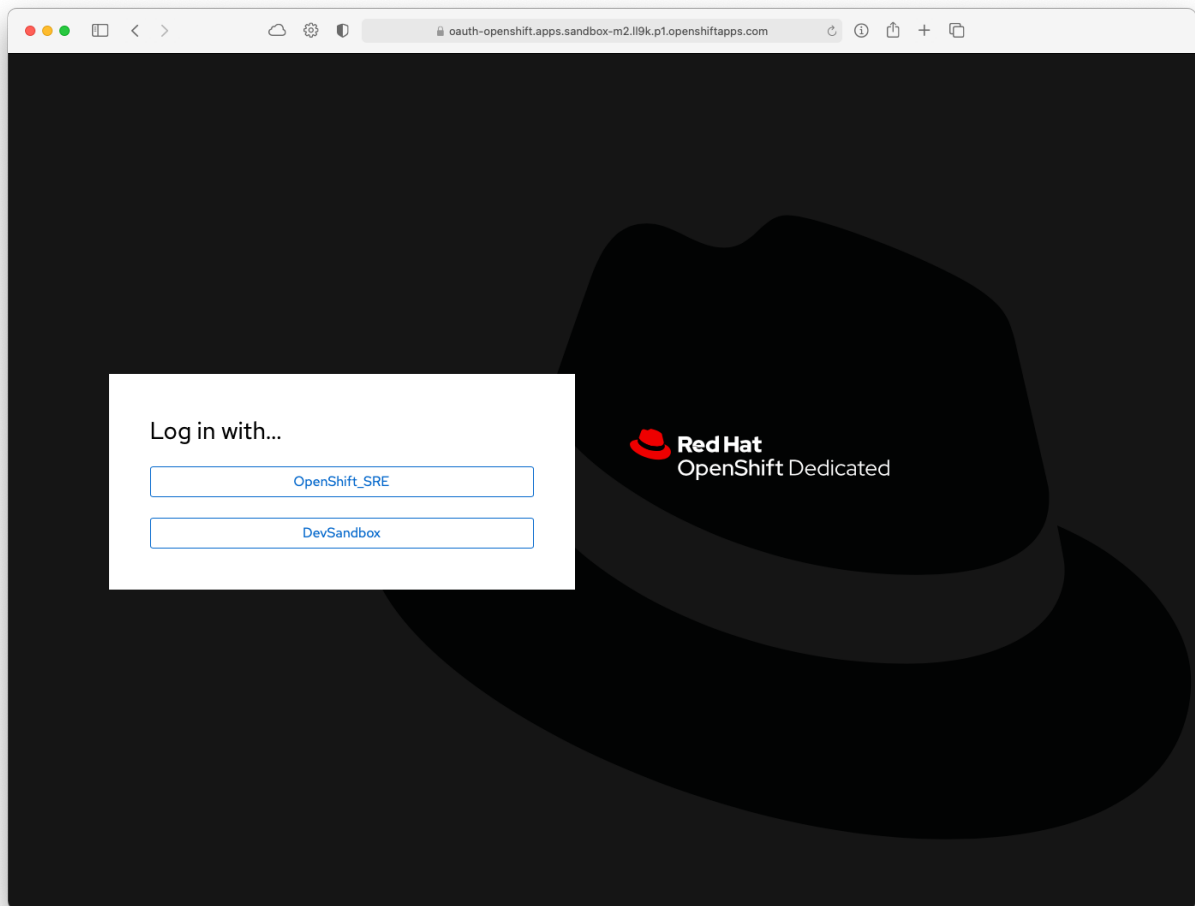 oauth-openshift.apps.sandbox-m2.ll9k.p1.openshiftapps.com
Log in with...
OpenShift_SRE
DevSandbox
Red Hat
OpenShift Dedicated